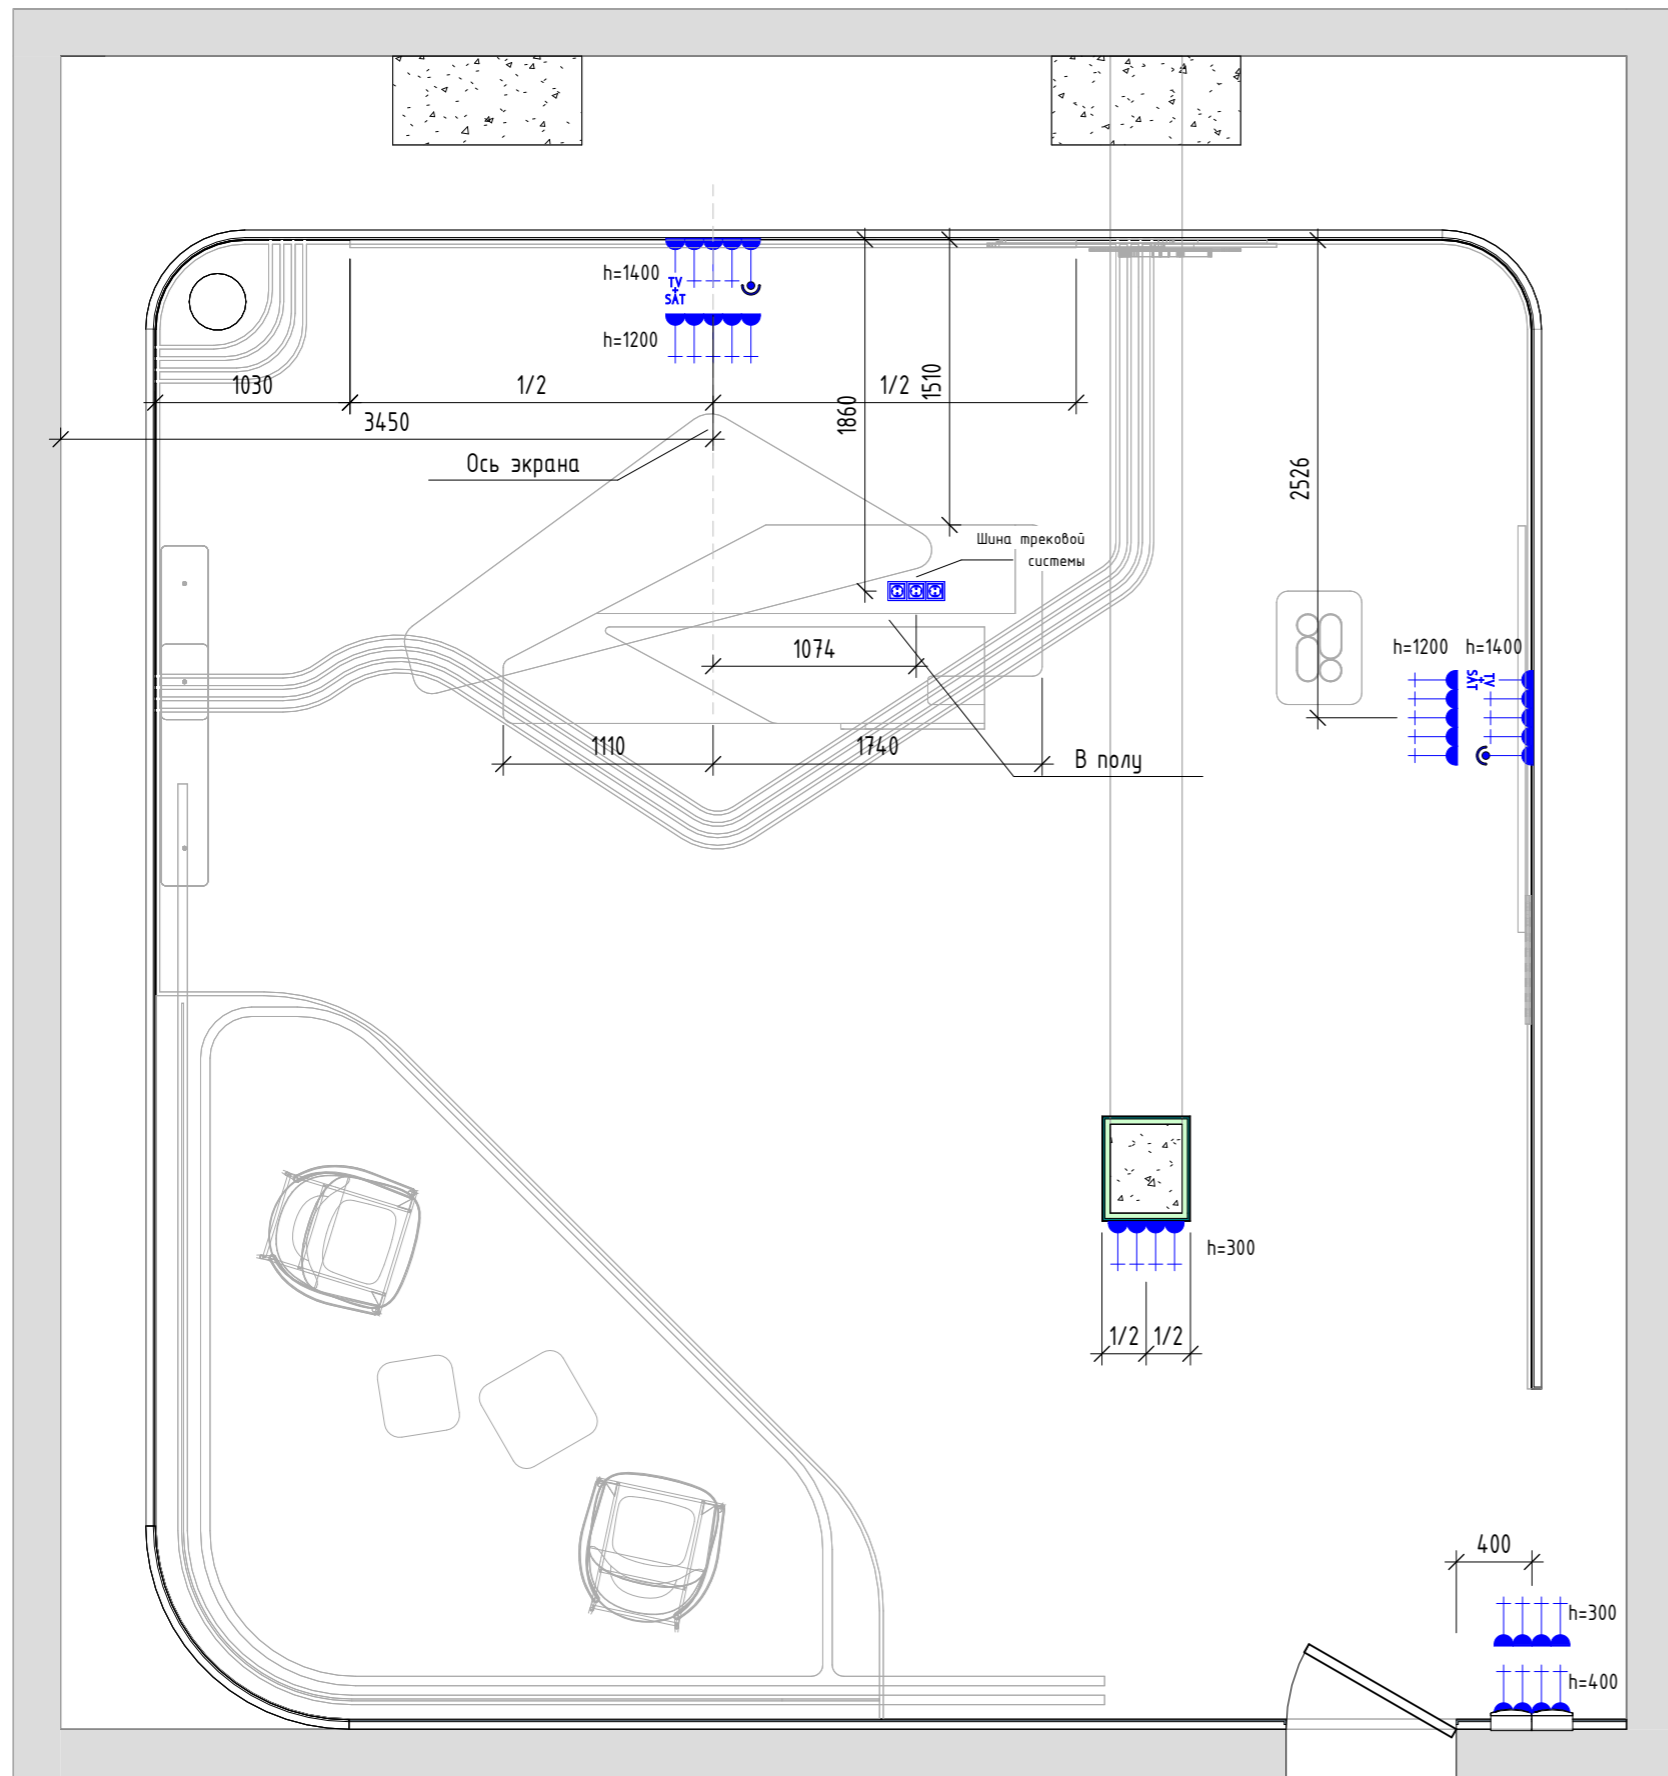 h=1400
TV
+
SAT
h=1200
1030
1/2
1/2
1510
1860
3450
Ось экрана
2526
Шина трековой
системы
1074
h=1200
h=1400
TV
+
SAT
1110
1740
В полу
h=300
1/2
1/2
400
h=300
h=400